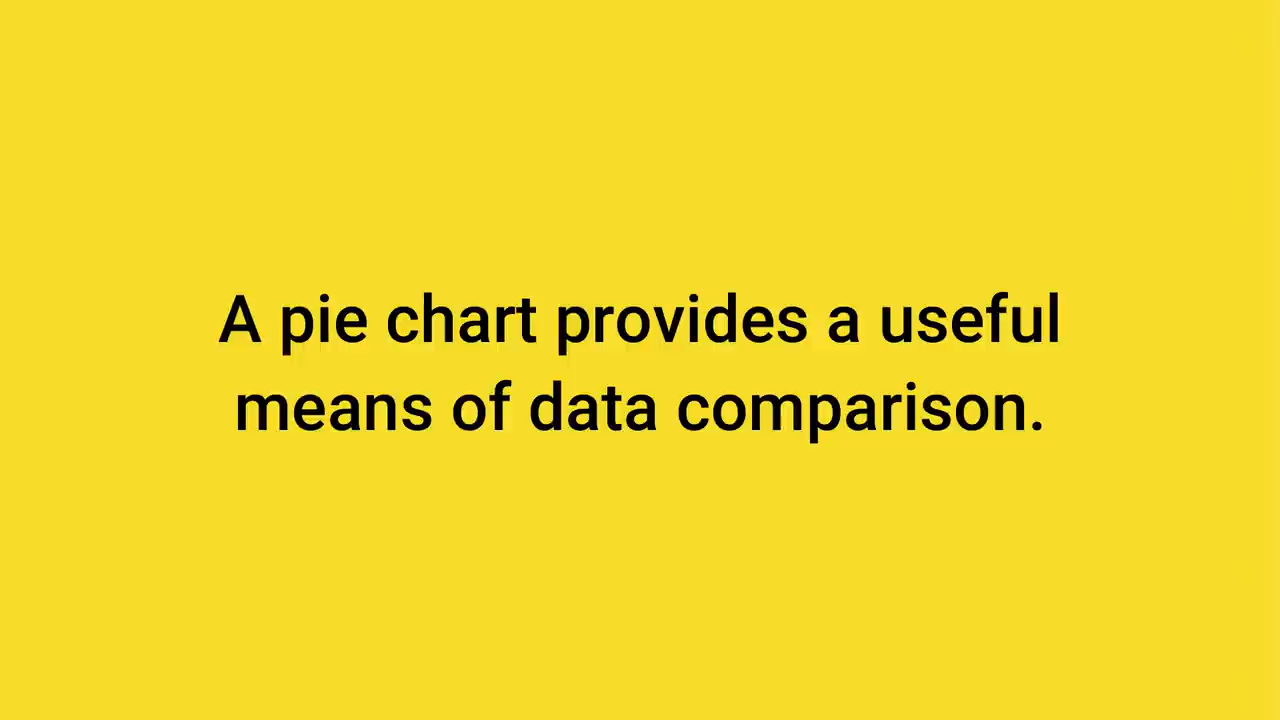 A pie chart provides a useful
means of data comparison.